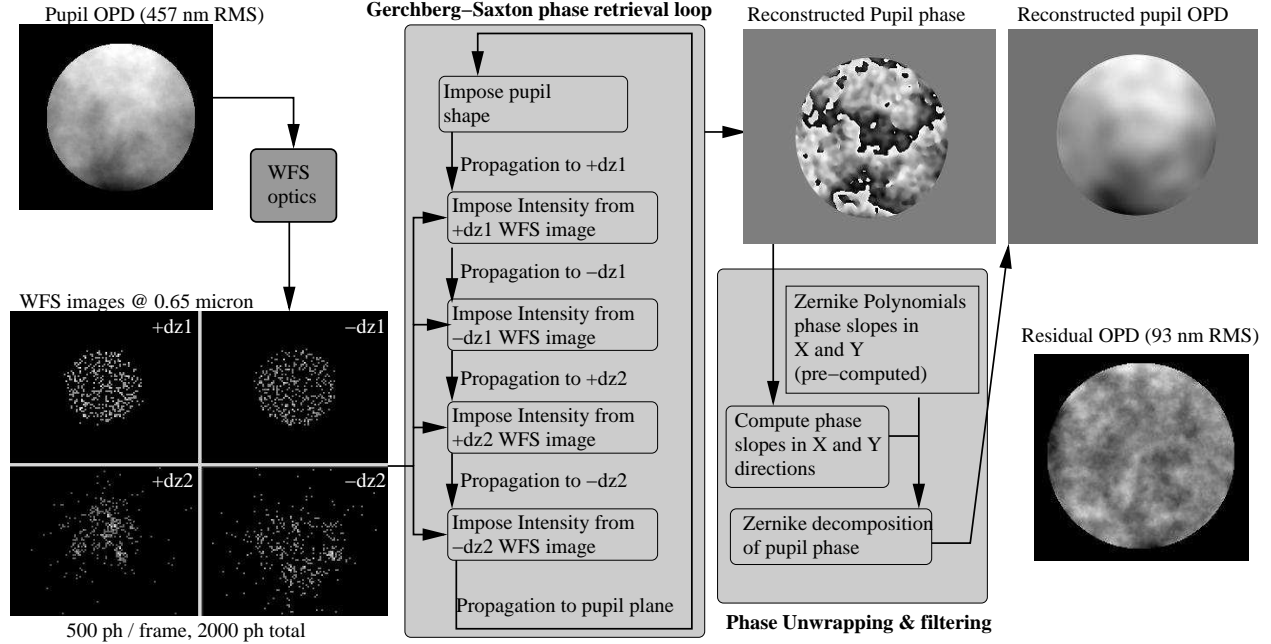 Pupil OPD (457 nm RMS)
WFS
optics
WFS images @ 0.65 micron
+dz1
−dz1
+dz2
−dz2
500 ph / frame, 2000 ph total
Gerchberg−Saxton phase retrieval loop
Impose pupil
shape
Propagation to +dz1
Impose Intensity from
+dz1 WFS image
Propagation to −dz1
Impose Intensity from
−dz1 WFS image
Propagation to +dz2
Impose Intensity from
+dz2 WFS image
Propagation to −dz2
Impose Intensity from
−dz2 WFS image
Propagation to pupil plane
Reconstructed Pupil phase
Zernike Polynomials
phase slopes in
X and Y
(pre−computed)
Compute phase
slopes in X and Y
directions
Zernike decomposition
of pupil phase
Phase Unwrapping & filtering
Reconstructed pupil OPD
Residual OPD (93 nm RMS)